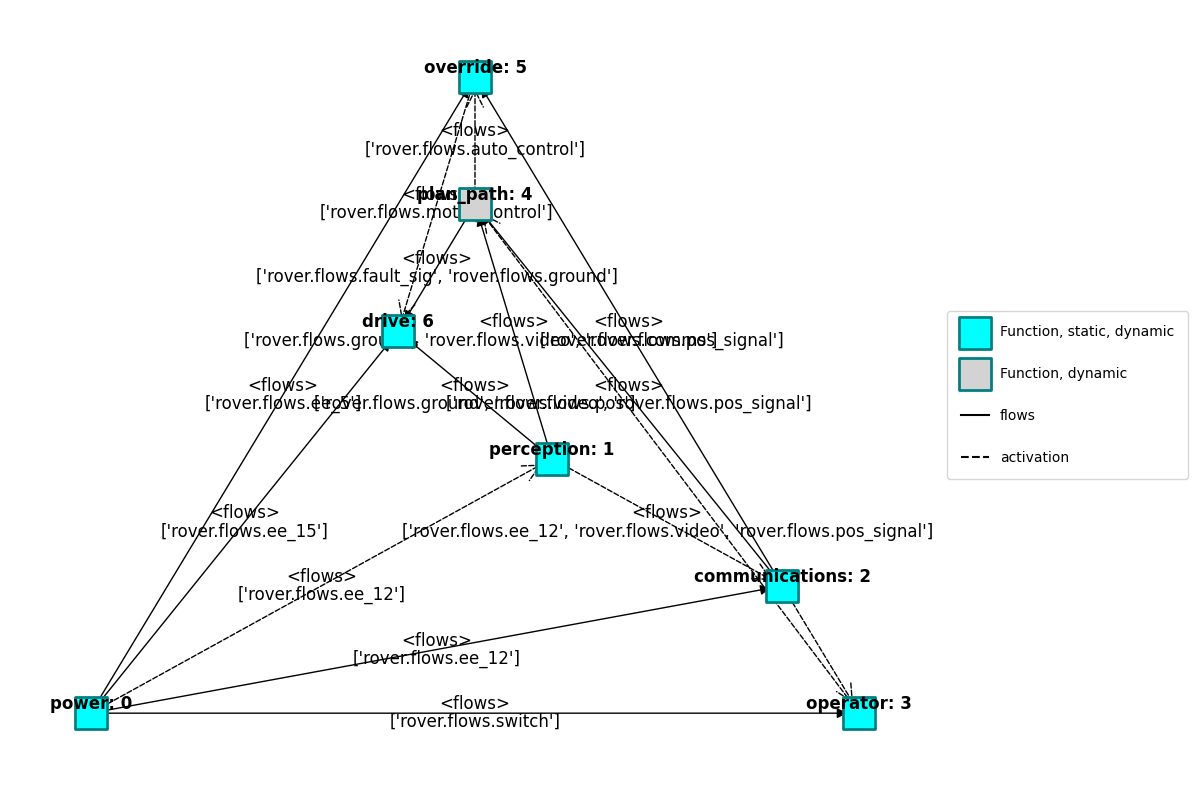 override: 5
<flows>
['rover.flows.auto_control']
<flows>
plan_path: 4
['rover.flows.motor_control']
<flows>
['rover.flows.fault_sig', 'rover.flows.ground']
drive: 6
<flows>
['rover.flows.ground', 'rover.flows.video', 'rover.flows.pos_signal']
<flows>
['rover.flows.comms']
<flows>
['rover.flows.ee_5']
<flows>
['rover.flows.ground', 'rover.flows.video']
<flows>
'rover.flows.pos_signal']
perception: 1
<flows>
['rover.flows.ee_15']
<flows>
['rover.flows.ee_12', 'rover.flows.video', 'rover.flows.pos_signal']
<flows>
['rover.flows.ee_12']
communications: 2
<flows>
['rover.flows.ee_12']
power: 0
<flows>
['rover.flows.switch']
operator: 3
Function, static, dynamic
Function, dynamic
flows
activation